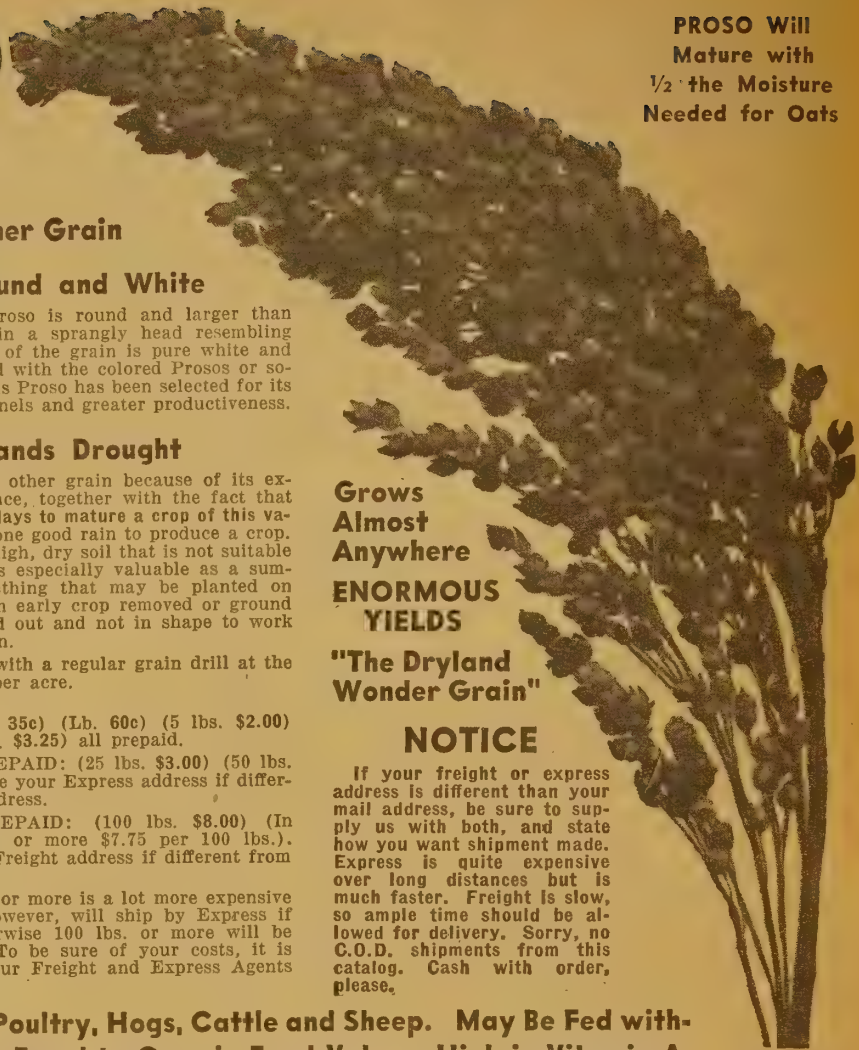 PROSO Will
Mature with
½ the Moisture
Needed for Oats
er Grain
und and White
roso is round and larger than
in a sprangly head resembling
of the grain is pure white and
with the colored Prosos or so-
s Proso has been selected for its
nels and greater productiveness.
ands Drought
other grain because of its ex-
ce, together with the fact that
lays to mature a crop of this va-
one good rain to produce a crop.
igh, dry soil that is not suitable
s especially valuable as a sum-
thing that may be planted on
n early crop removed or ground
d out and not in shape to work
n.
with a regular grain drill at the
per acre.
35c) (Lb. 60c) (5 lbs. $2.00)
$3.25) all prepaid.
EPAID: (25 lbs. $3.00) (50 lbs.
e your Express address if differ-
dress.
EPAID: (100 lbs. $8.00) (In
or more $7.75 per 100 lbs.).
Freight address if different from
or more is a lot more expensive
owever, will ship by Express if
rwise 100 lbs. or more will be
To be sure of your costs, it is
ur Freight and Express Agents
Grows
Almost
Anywhere
ENORMOUS
YIELDS
"The Dryland
Wonder Grain"
NOTICE
If your freight or express
address is different than your
mail address, be sure to sup-
ply us with both, and state
how you want shipment made.
Express is quite expensive
over long distances but is
much faster. Freight is slow,
so ample time should be al-
lowed for delivery. Sorry, no
C.O.D. shipments from this
catalog. Cash with order,
please.
Poultry, Hogs, Cattle and Sheep. May Be Fed with-